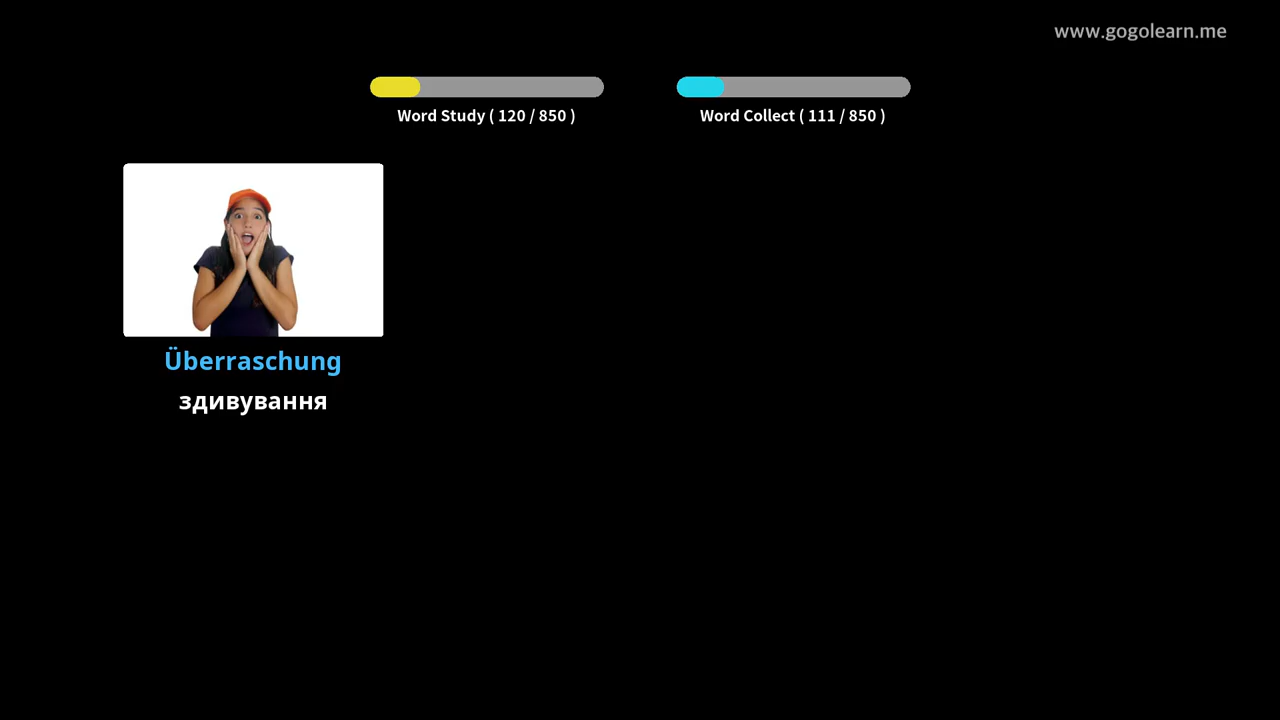 www.gogolearn.me
Word Study ( 120 / 850 )
Word Collect ( 111 / 850 )
Überraschung
здивування